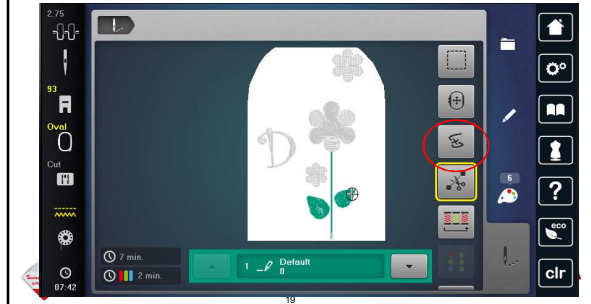 2.75
93
Oval
Cut
07:42
D
7 min.
2 min.
1
Default
0
6
?
eco
clr
19